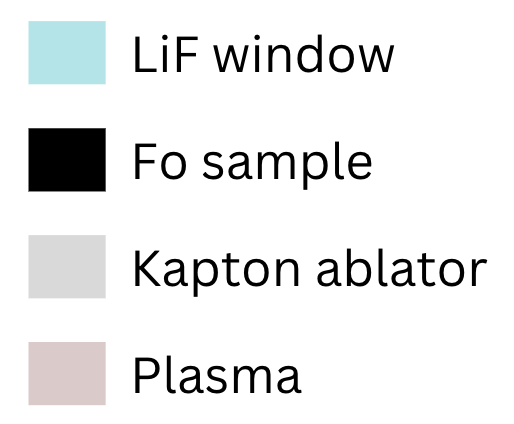 LiF window
Fo sample
Kapton ablator
Plasma